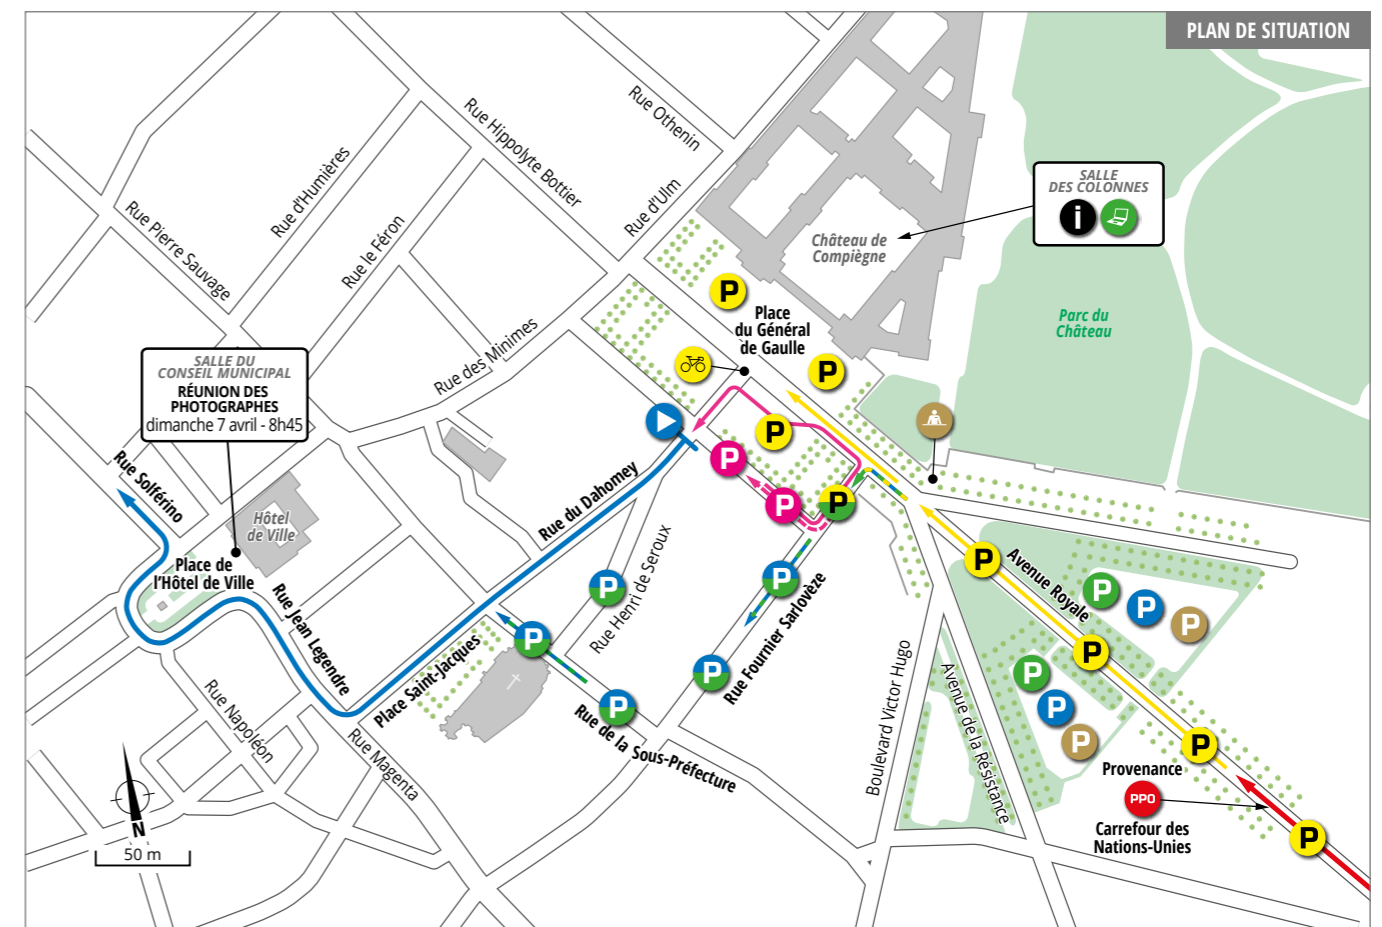 PLAN DE SITUATION
Rue Othenin
Rue Hippolyte Bottier
Rue d'Humières
Rue d'Ulm
Rue Pierre Sauvage
Rue le Féron
SALLE
DES COLONNES
i
Château de
Compiègne
P
Place
du Général
de Gaulle
Parc du
Château
Rue des Minimes
SALLE DU
CONSEIL MUNICIPAL
RÉUNION DES
PHOTOGRAPHES
dimanche 7 avril - 8h45
P
P
P
P
P
Rue Solférino
Hôtel
de Ville
Rue du Dahomey
Place de
l'Hôtel de Ville
Rue Jean Legendre
Rue Henri de Seroux
P
P
P
Avenue Royale
P
P
P
P
Rue Fournier Sarlovèze
Place Saint-Jacques
P
P
P
P
P
P
P
Rue de la Sous-Préfecture
Boulevard Victor Hugo
Avenue de la Résistance
Rue Napoléon
Rue Magenta
P
Provenance
PPO
Carrefour des
Nations-Unies
P
N
50 m